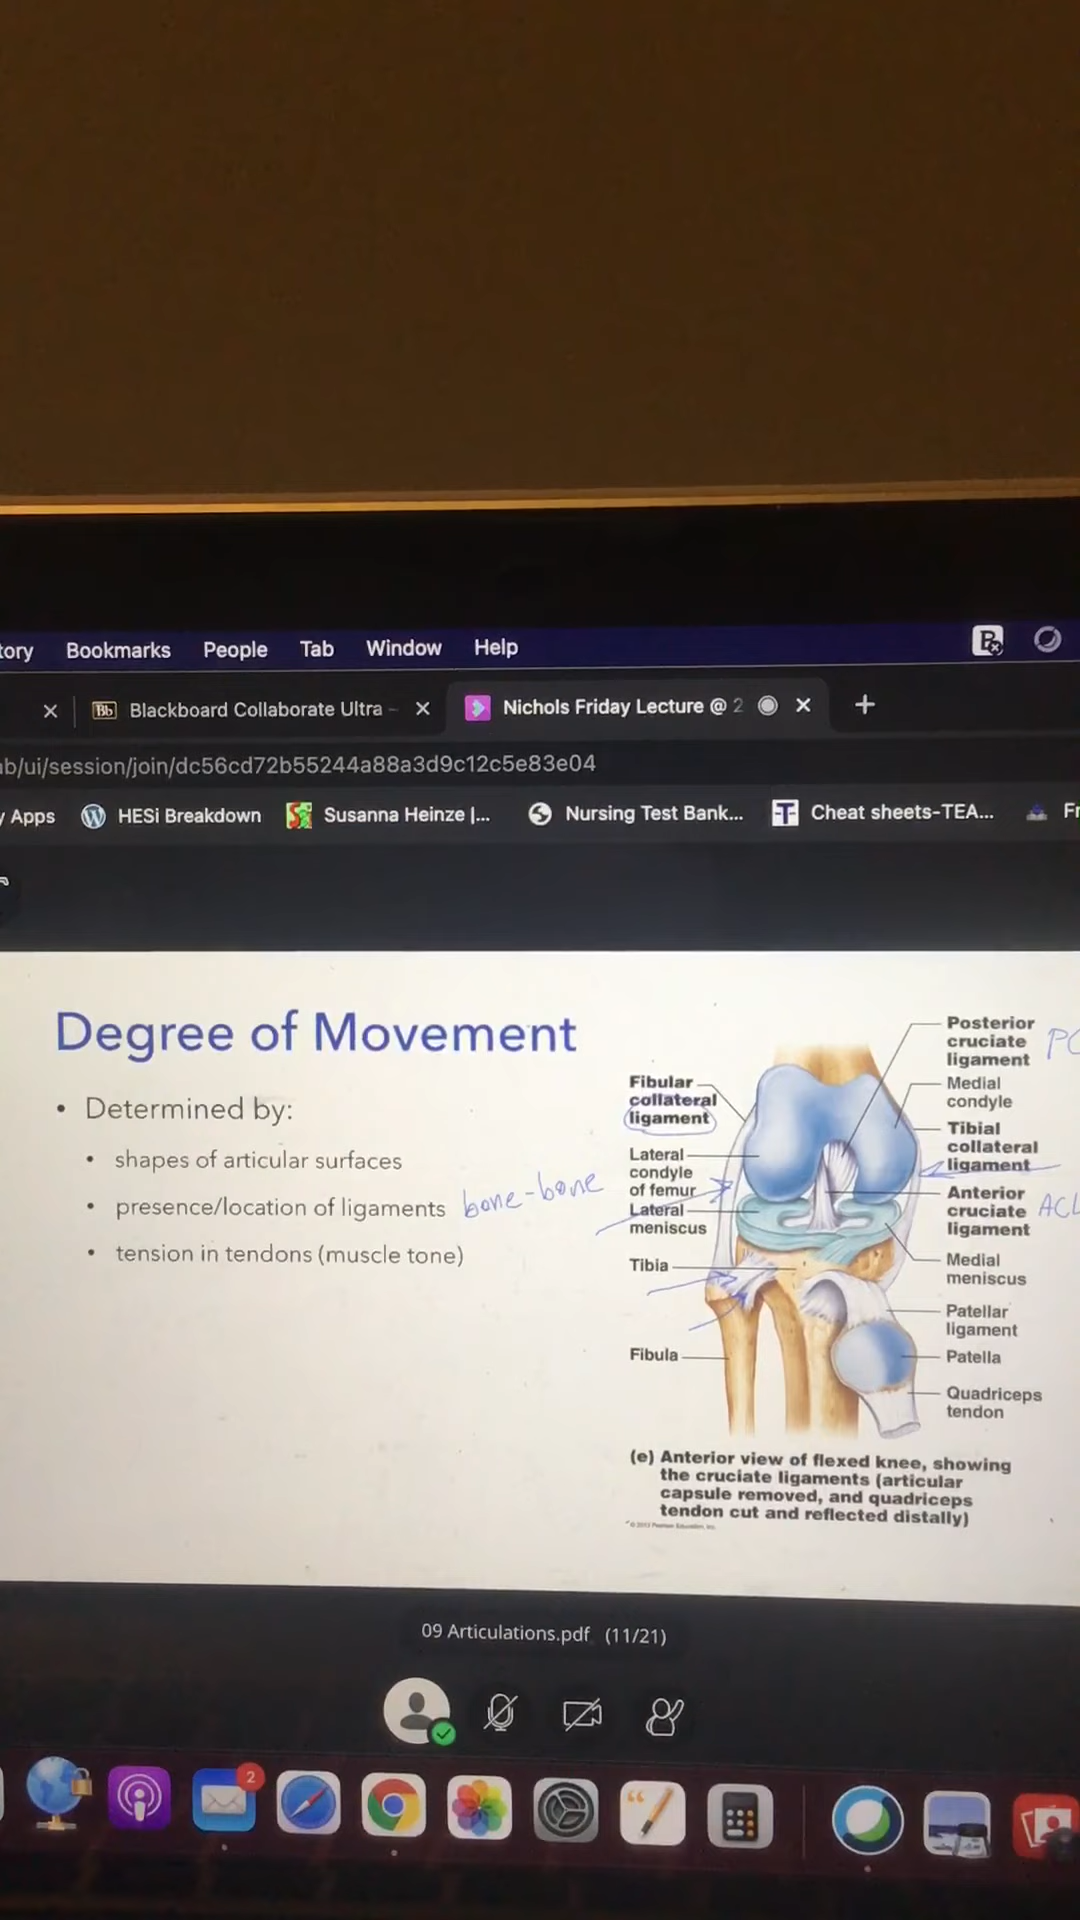 Bookmarks People Tab Window Help
Blackboard Collaborate Ultra - Nichols Friday Lecture @ 2
ui/session/join/dc56cd72b55244a88a3d9c12c5e83e04
Apps HESi Breakdown Susanna Heinze |... Nursing Test Bank... Cheat sheets-TEA...
Degree of Movement
• Determined by:
• shapes of articular surfaces
• presence/location of ligaments bone-bone
• tension in tendons (muscle tone)
Fibular
collateral
ligament
Lateral
condyle
of femur
Lateral
meniscus
Tibia
Fibula
Posterior
cruciate
ligament
Medial
condyle
Tibial
collateral
ligament
Anterior
cruciate
ligament
ACL
Medial
meniscus
Patellar
ligament
Patella
Quadriceps
tendon
(e) Anterior view of flexed knee, showing
the cruciate ligaments (articular
capsule removed, and quadriceps
tendon cut and reflected distally)
© 2013 Pearson Education, Inc.
09 Articulations.pdf (11/21)
2